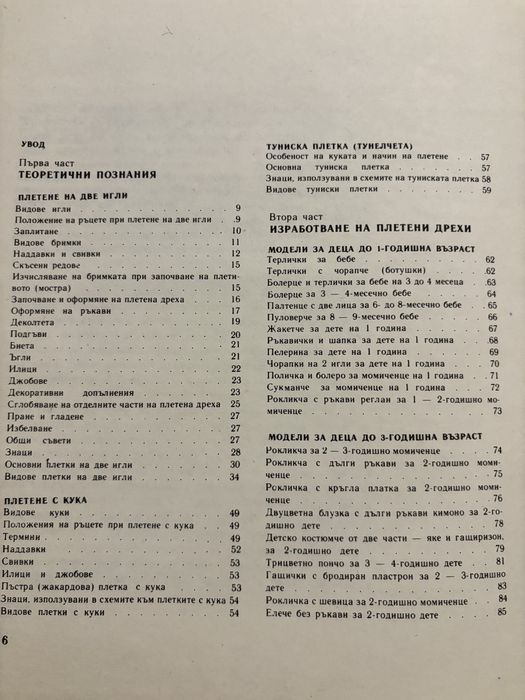 УВОД
Първа част
ТЕОРЕТИЧНИ ПОЗНАНИЯ
ПЛЕТЕНЕ НА ДВЕ ИГЛИ
Видове игли . . . . . . . . . . . . 9
Положение на ръцете при плетене на две игли . .9
Заплитане . . . . . . . . . . . . 10
Видове бримки . . . . . . . . . . . 11
Наддавки и свивки . . . . . . . . . . 12
Скъсени редове . . . . . . . . . . . 15
Изчисляване на бримката при започване на плети-
вото (мостра) . . . . . . . . . . . 15
Започване и оформяне на плетена дреха . . . . 16
Оформяне на ръкави . . . . . . . . . 17
Деколтета . . . . . . . . . . . . 19
Подгъви . . . . . . . . . . . . . 20
Биета . . . . . . . . . . . . . 21
Ъгли . . . . . . . . . . . . . 21
Илици . . . . . . . . . . . . . 22
Джобове . . . . . . . . . . . . . 23
Декоративни допълнения . . . . . . . . 23
Сглобяване на отделните части на плетена дреха 25
Пране и гладене . . . . . . . . . . 27
Избелване . . . . . . . . . . . . 27
Общи съвети . . . . . . . . . . . 27
Знаци . . . . . . . . . . . . . 28
Основни плетки на две игли . . . . . . . 30
Видове плетки на две игли . . . . . . . 34
ПЛЕТЕНЕ С КУКА
Видове куки . . . . . . . . . . . 49
Положения на ръцете при плетене с кука . . . 49
Термини . . . . . . . . . . . . . 49
Наддавки . . . . . . . . . . . . 52
Свивки . . . . . . . . . . . . . 53
Илици и джобове . . . . . . . . . . 53
Пъстра (жакардова) плетка с кука . . . . . 53
Знаци, използувани в схемите към плетките с кука 54
Видове плетки с куки . . . . . . . . . 54
6
ТУНИСКА ПЛЕТКА (ТУНЕЛЧЕТА)
Особеност на куката и начин на плетене . . 57
Основна туниска плетка . . . . . . . 57
Знаци, използувани в схемите на туниската плетка 58
Видове туниски плетки . . . . . . . . 59
Втора част
ИЗРАБОТВАНЕ НА ПЛЕТЕНИ ДРЕХИ
МОДЕЛИ ЗА ДЕЦА ДО 1-ГОДИШНА ВЪЗРАСТ
Терлички за бебе . . . . . . . . . . 62
Терлички с чорапче (ботушки) . . . . . . .62
Болерце и терлички за бебе на 3 до 4 месеца . .63
Болерце за 3 — 4-месечно бебе . . . . . . 64
Палтенце с две лица за 6- до 8-месечно бебе . . 65
Пуловерче за 8 — 9-месечно бебе . . . . . 66
Жакетче за дете на 1 година . . . . . . 67
Ръкавички и шапка за дете на 1 година . . .68
Пелерина за дете на 1 година . . . . . . 69
Чорапки на 2 игли за дете на 1 година . . . 70
Поличка и болеро за момиченце на 1 година . . 71
Сукманче за момиченце на 1 година . . . . 72
Рокличка с ръкави реглан за 1 — 2-годишно мо-
миченце . . . . . . . . . . . . . 73
МОДЕЛИ ЗА ДЕЦА ДО 3-ГОДИШНА ВЪЗРАСТ
Рокличка за 2 — 3-годишно момиченце . . . . 74
Рокличка с дълги ръкави за 2-годишно моми-
ченце . . . . . . . . . . . . . 75
Рокличка с кръгла платка за 2-годишно моми-
ченце . . . . . . . . . . . . . 76
Двуцветна блузка с дълги ръкави кимоно за 2-го-
дишно дете . . . . . . . . . . . . 78
Детско костюмче от две части — яке и гащиризон,
за 2-годишно дете . . . . . . . . . . 79
Трицветно пончо за 3 — 4-годишно дете . . . 81
Гащички с бродиран пластрон за 2 — 3-годишно
дете . . . . . . . . . . . . . . 83
Рокличка с шевица за 2-годишно момиченце . . . 84
Елече без ръкави за 2-годишно дете . . . . . 85